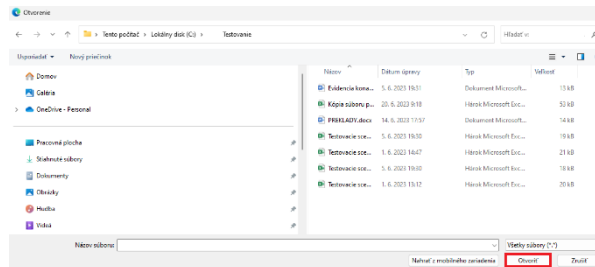 Otvorenie
Tento počítač > Lokálny disk (C:) > Testovanie
Hľadať v:
Usporiadať Nový priečinok
Názov Dátum úpravy Typ Veľkosť
Domov
Galéria
OneDrive - Personal
Pracovná plocha
Stiahnuté súbory
Dokumenty
Obrázky
Hudba
Videá
Evidencia kona... 5. 6. 2023 19:51 Dokument Microsoft... 13 kB
Kópia súboru p... 20. 6. 2023 9:18 Hárok Microsoft Exc... 53 kB
PREKLADY.docx 14. 6. 2023 17:57 Dokument Microsoft... 14 kB
Testovacie sce... 5. 6. 2023 19:50 Hárok Microsoft Exc... 19 kB
Testovacie sce... 1. 6. 2023 14:47 Hárok Microsoft Exc... 21 kB
Testovacie sce... 5. 6. 2023 19:30 Hárok Microsoft Exc... 19 kB
Testovacie sce... 1. 6. 2023 13:12 Hárok Microsoft Exc... 20 kB
Názov súboru: Všetky súbory (*.*)
Nahrať z mobilného zariadenia Otvoriť Zrušiť